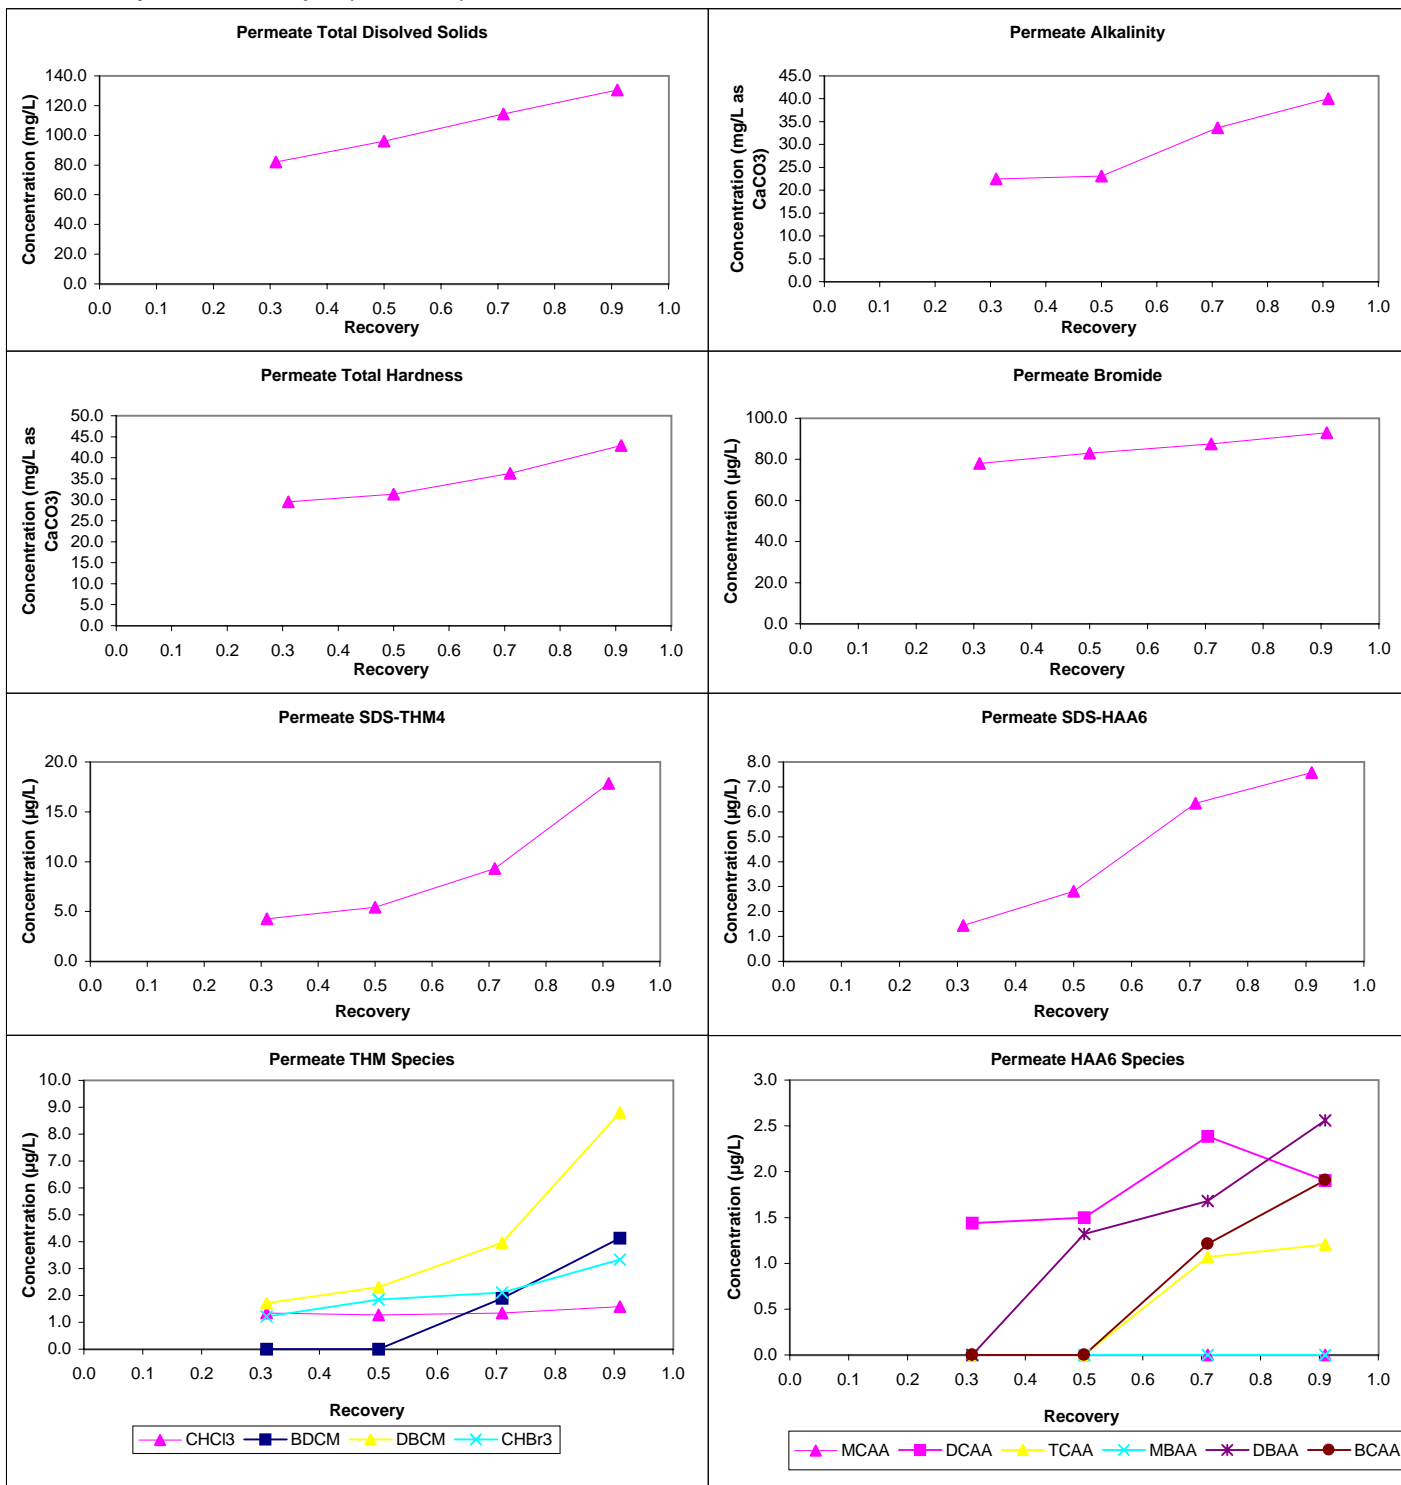 Permeate Total Disolved Solids
Concentration (mg/L)
140.0
120.0
100.0
80.0
60.0
40.0
20.0
0.0
0.0 0.1 0.2 0.3 0.4 0.5 0.6 0.7 0.8 0.9 1.0
Recovery
Permeate Alkalinity
Concentration (mg/L as
CaCO3)
45.0
40.0
35.0
30.0
25.0
20.0
15.0
10.0
5.0
0.0
0.0 0.1 0.2 0.3 0.4 0.5 0.6 0.7 0.8 0.9 1.0
Recovery
Permeate Total Hardness
Concentration (mg/L as
CaCO3)
50.0
45.0
40.0
35.0
30.0
25.0
20.0
15.0
10.0
5.0
0.0
0.0 0.1 0.2 0.3 0.4 0.5 0.6 0.7 0.8 0.9 1.0
Recovery
Permeate Bromide
Concentration (µg/L)
100.0
80.0
60.0
40.0
20.0
0.0
0.0 0.1 0.2 0.3 0.4 0.5 0.6 0.7 0.8 0.9 1.0
Recovery
Permeate SDS-THM4
Concentration (µg/L)
20.0
15.0
10.0
5.0
0.0
0.0 0.1 0.2 0.3 0.4 0.5 0.6 0.7 0.8 0.9 1.0
Recovery
Permeate SDS-HAA6
Concentration (µg/L)
8.0
7.0
6.0
5.0
4.0
3.0
2.0
1.0
0.0
0.0 0.1 0.2 0.3 0.4 0.5 0.6 0.7 0.8 0.9 1.0
Recovery
Permeate THM Species
Concentration (µg/L)
10.0
9.0
8.0
7.0
6.0
5.0
4.0
3.0
2.0
1.0
0.0
0.0 0.1 0.2 0.3 0.4 0.5 0.6 0.7 0.8 0.9 1.0
Recovery
CHCl3 BDCM DBCM CHBr3
Permeate HAA6 Species
Concentration (µg/L)
3.0
2.5
2.0
1.5
1.0
0.5
0.0
0.0 0.1 0.2 0.3 0.4 0.5 0.6 0.7 0.8 0.9 1.0
Recovery
MCAA DCAA TCAA MBAA DBAA BCAA